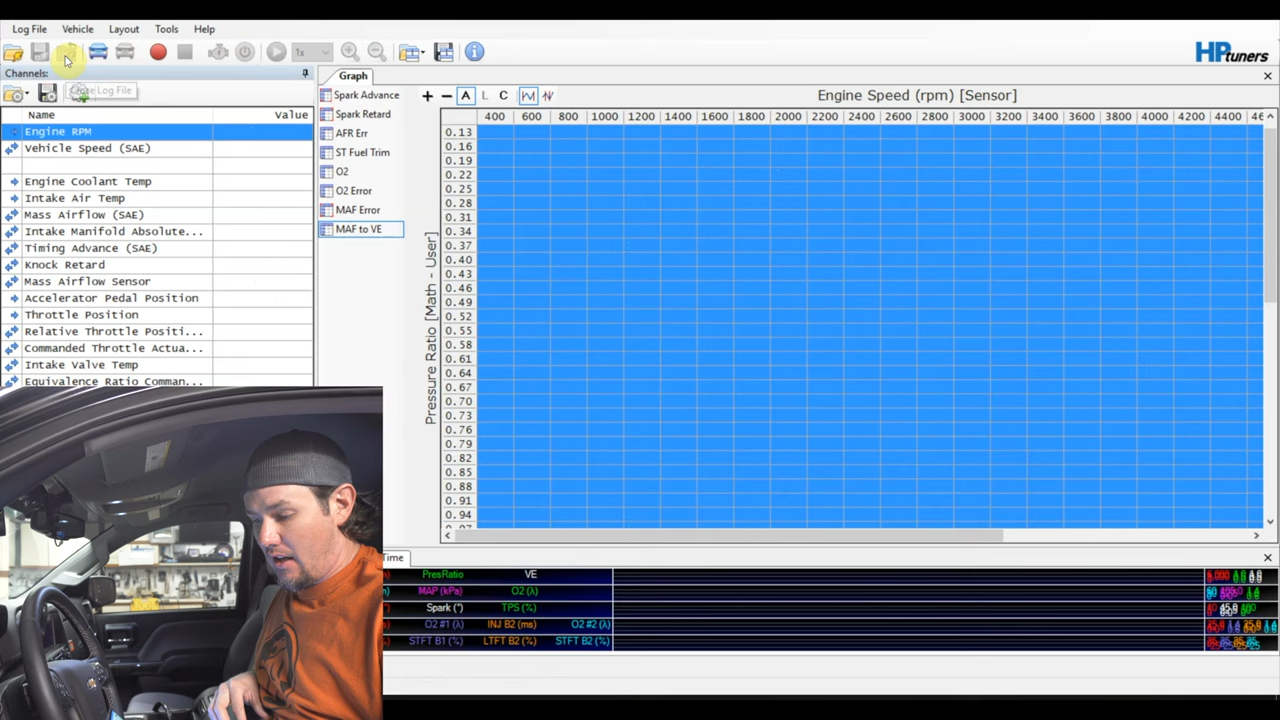 Log File Vehicle Layout Tools Help
1x
HPtuners
Channels:
Close Log File
Name Value
Engine RPM
Vehicle Speed (SAE)
Engine Coolant Temp
Intake Air Temp
Mass Airflow (SAE)
Intake Manifold Absolute...
Timing Advance (SAE)
Knock Retard
Mass Airflow Sensor
Accelerator Pedal Position
Throttle Position
Relative Throttle Positi...
Commanded Throttle Actua...
Intake Valve Temp
Equivalence Ratio Comman...
Graph
Spark Advance
Spark Retard
AFR Err
ST Fuel Trim
O2
O2 Error
MAF Error
MAF to VE
A L C
Engine Speed (rpm) [Sensor]
400 600 800 1000 1200 1400 1600 1800 2000 2200 2400 2600 2800 3000 3200 3400 3600 3800 4000 4200 4400 46
Pressure Ratio [Math - User]
0.13
0.16
0.19
0.22
0.25
0.28
0.31
0.34
0.37
0.40
0.43
0.46
0.49
0.52
0.55
0.58
0.61
0.64
0.67
0.70
0.73
0.76
0.79
0.82
0.85
0.88
0.91
0.94
0.97
Time
PresRatio VE
MAP (kPa) O2 (λ)
Spark (°) TPS (%)
O2 #1 (λ) INJ B2 (ms) O2 #2 (λ)
STFT B1 (%) LTFT B2 (%) STFT B2 (%)